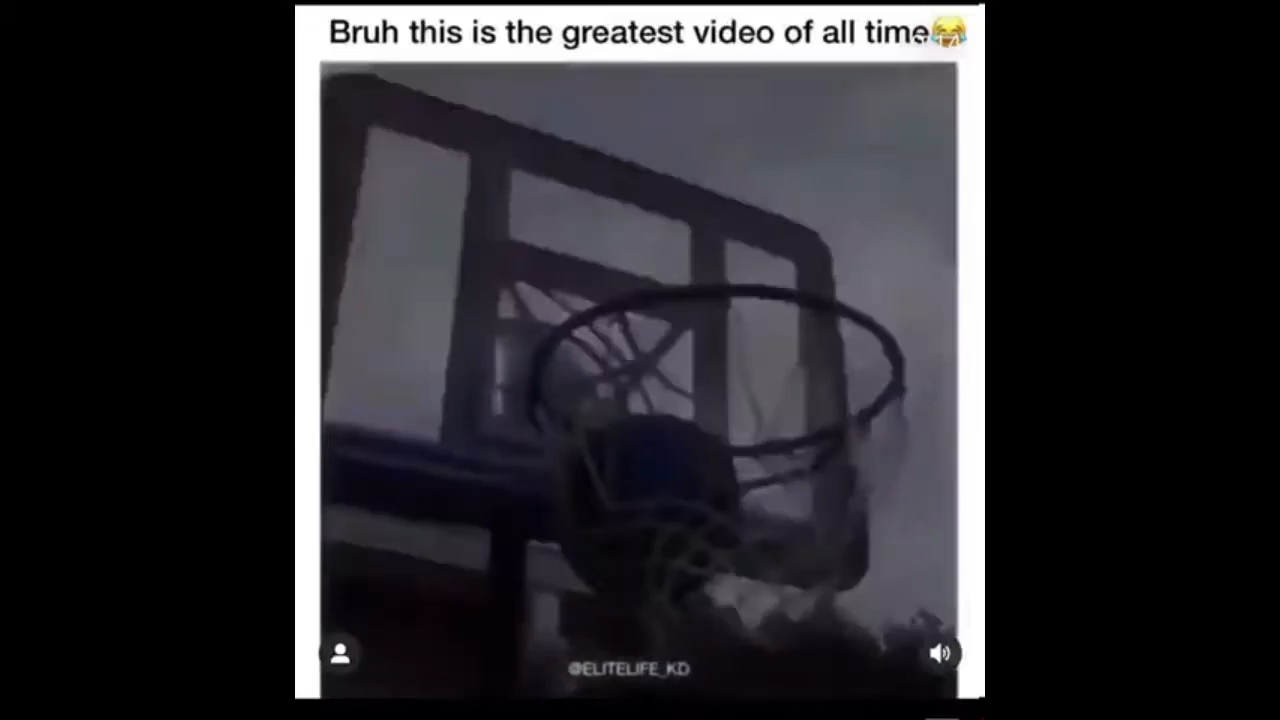 Bruh this is the greatest video of all time😂
@ELITELIFE_KD